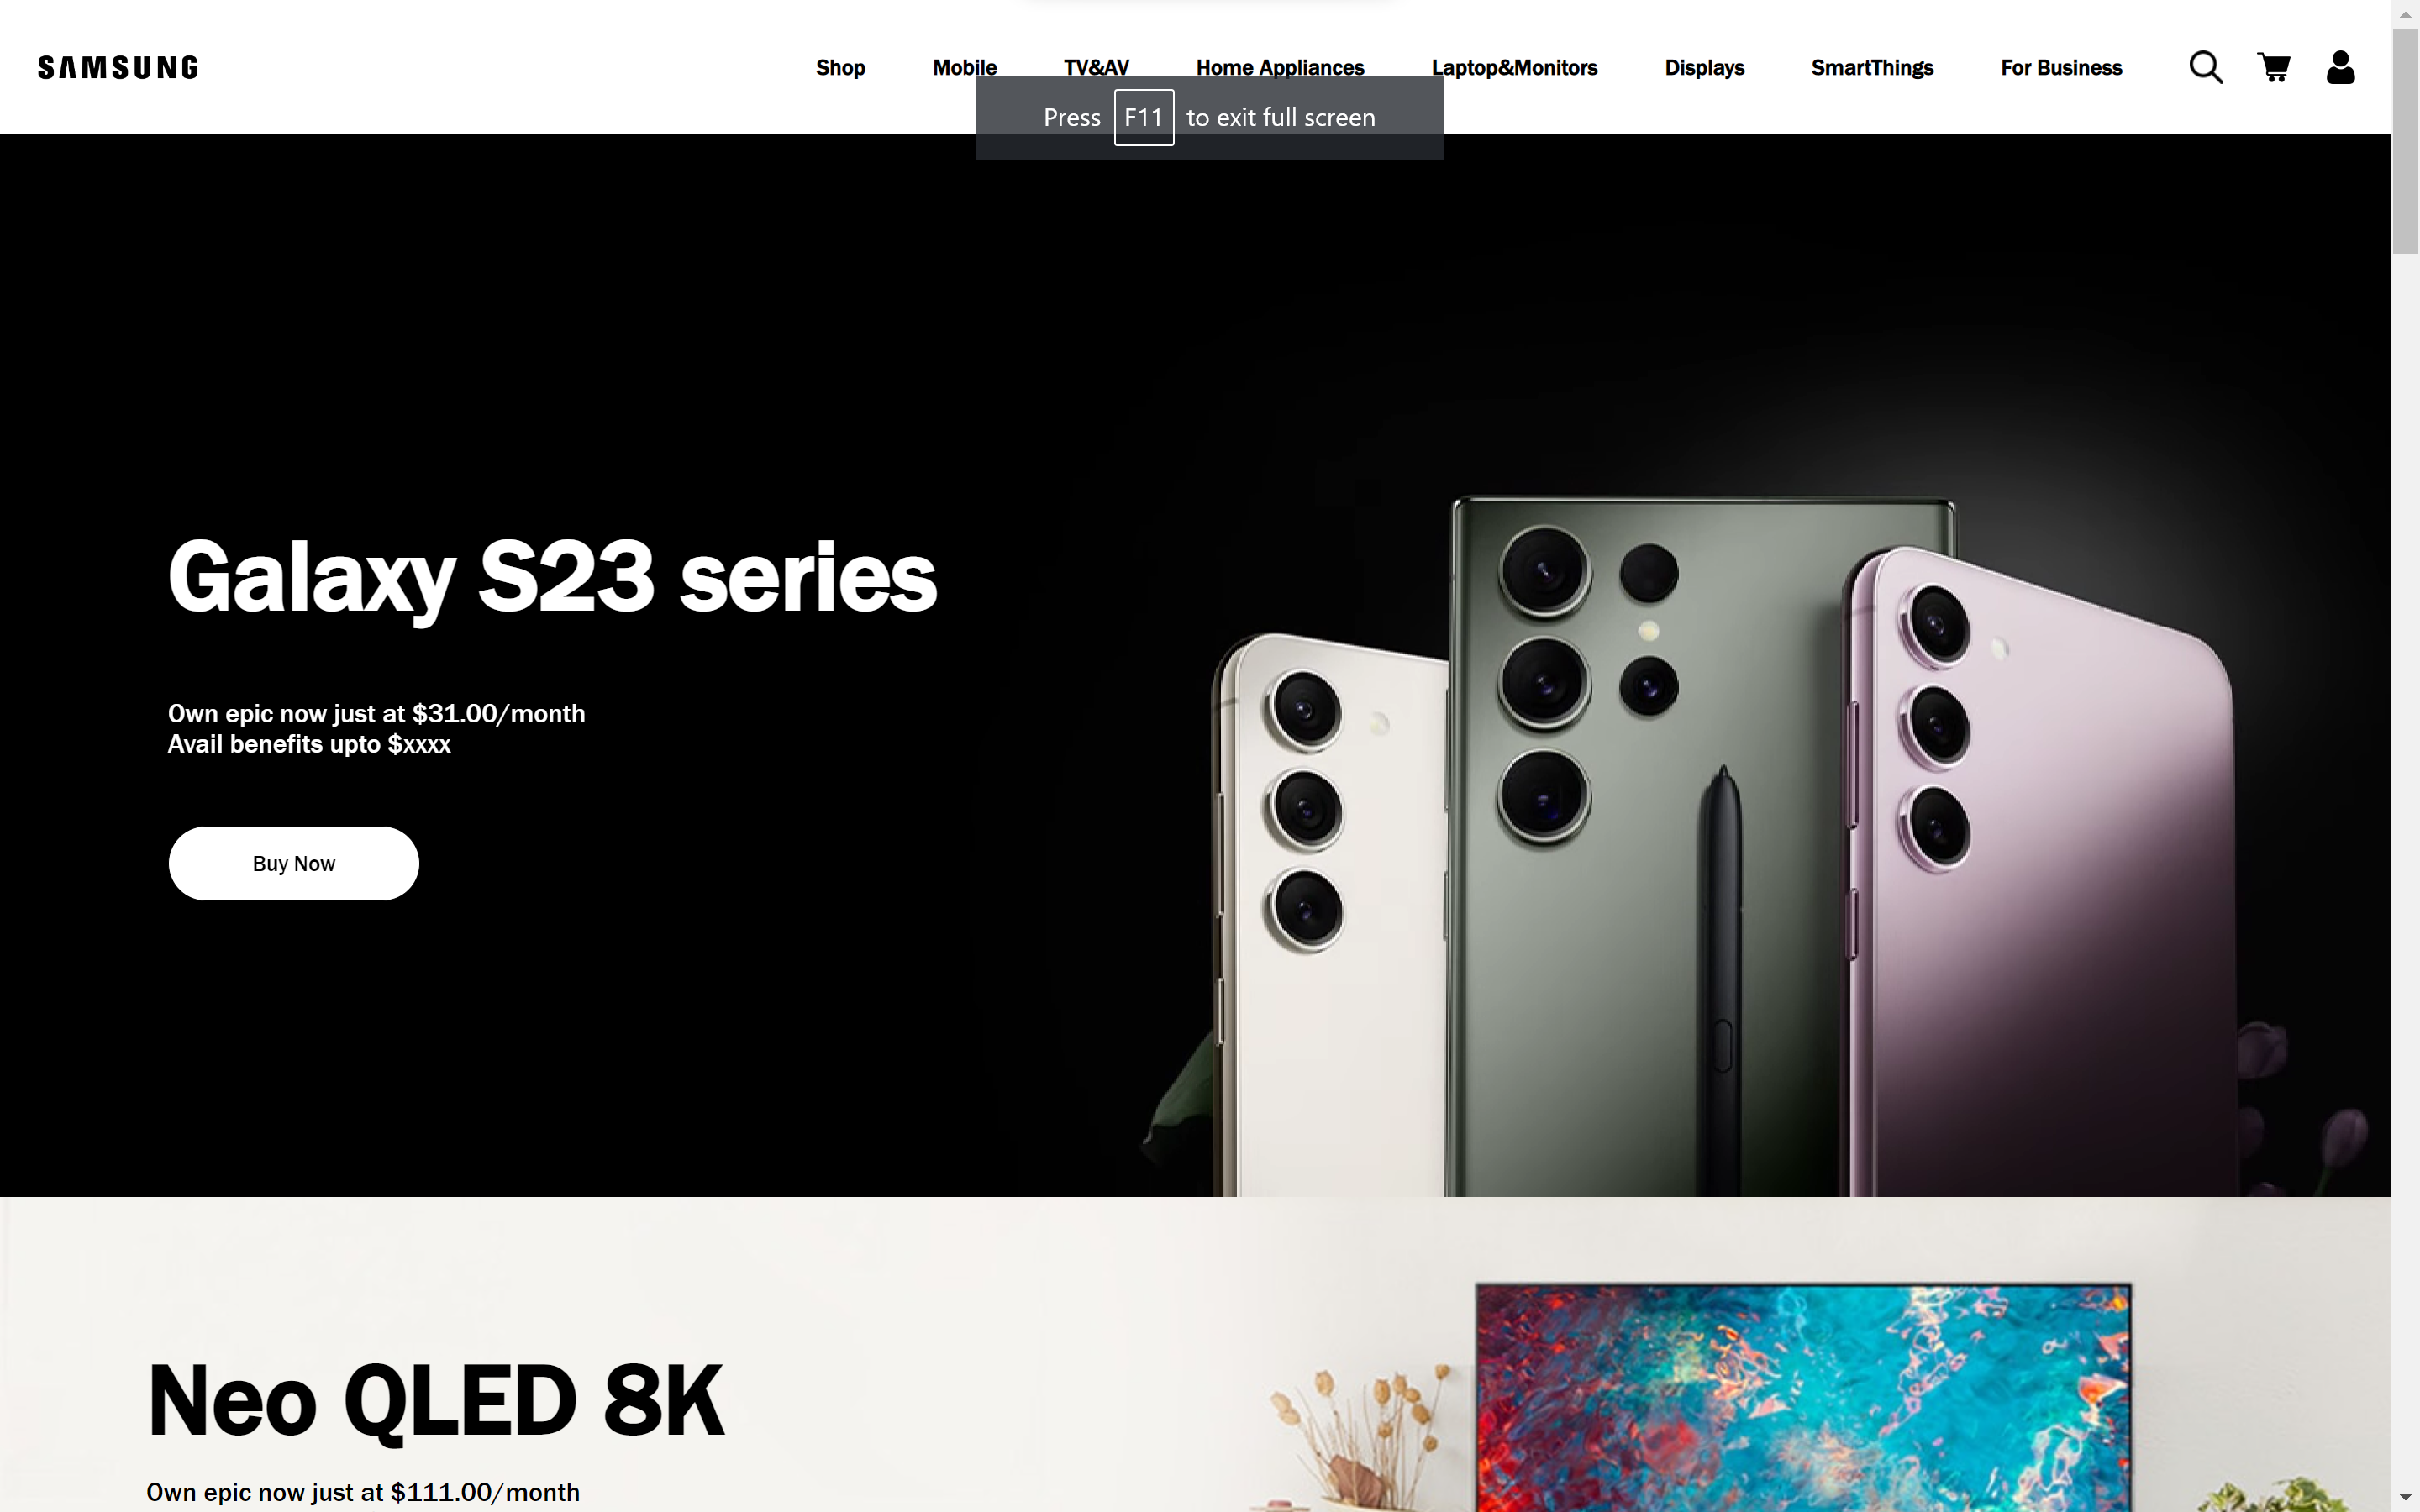 SAMSUNG
Shop Mobile TV&AV Home Appliances Laptop&Monitors Displays SmartThings For Business
Press F11 to exit full screen
Galaxy S23 series
Own epic now just at $31.00/month
Avail benefits upto $xxxx
Buy Now
Neo QLED 8K
Own epic now just at $111.00/month